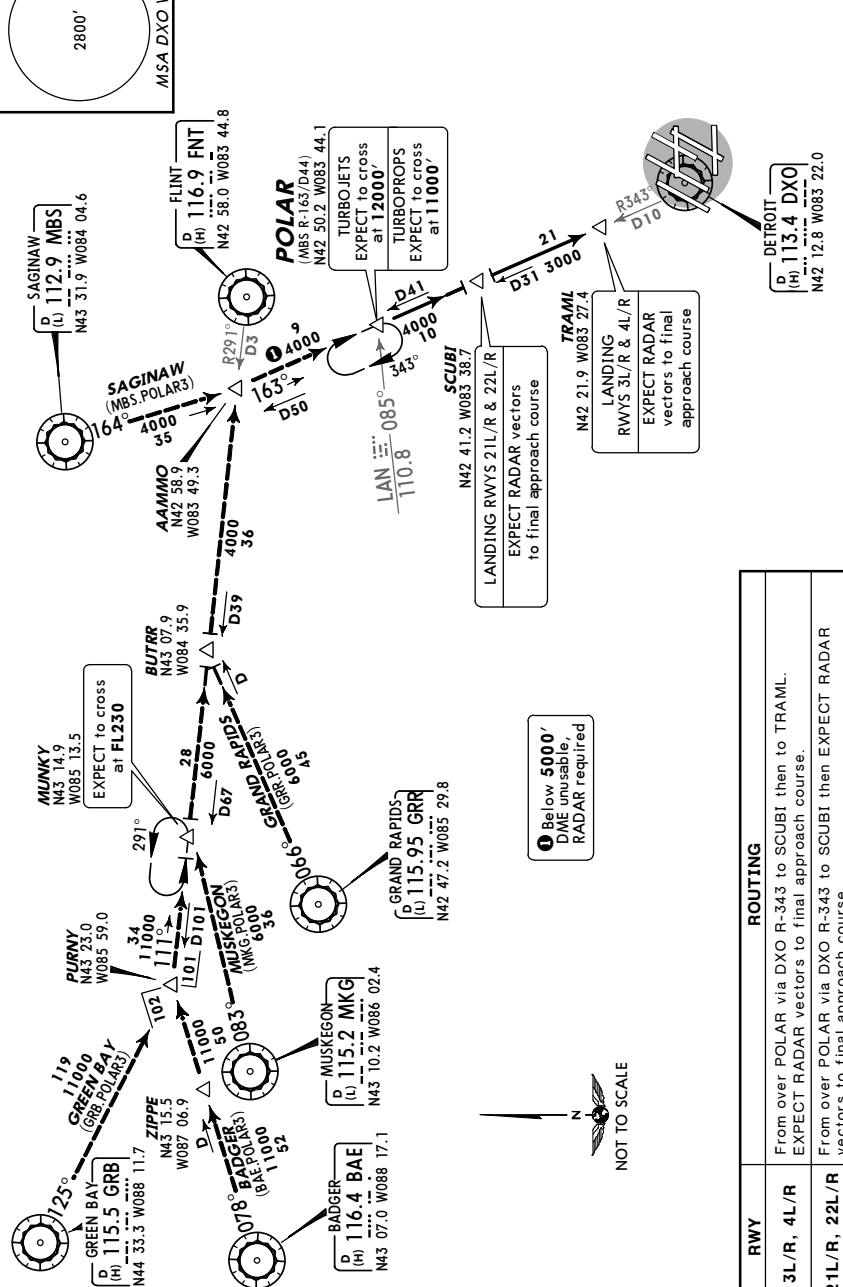 2800'
MSA DXO V
SAGINAW
D
(L) 112.9 MBS
N43 31.9 W084 04.6
FLINT
D
(H) 116.9 FNT
N42 58.0 W083 44.8
R291°
D3
SAGINAW
(MBS.POLAR3)
164°
4000
35
AAMMO
N42 58.9
W083 49.3
163°
❶ 4000
9
D50
POLAR
(MBS R-163/D44)
N42 50.2 W083 44.1
TURBOJETS
EXPECT to cross
at 12000'
TURBOPROPS
EXPECT to cross
at 11000'
343°
LAN 085°
110.8
D41
4000
10
SCUBI
N42 41.2 W083 38.7
LANDING RWYS 21L/R & 22L/R
EXPECT RADAR vectors
to final approach course
21
D31 3000
TRAML
N42 21.9 W083 27.4
LANDING
RWYS 3L/R & 4L/R
EXPECT RADAR
vectors to final
approach course
R343°
D10
DETROIT
D
(H) 113.4 DXO
N42 12.8 W083 22.0
MUNKY
N43 14.9
W085 13.5
EXPECT to cross
at FL230
291°
BUTRR
N43 07.9
W084 35.9
28
6000
D67
4000
36
D39
PURNY
N43 23.0
W085 59.0
34
11000
111°
101 D101
102
119
11000
GREEN BAY
(GRB.POLAR3)
125°
GREEN BAY
D
(H) 115.5 GRB
N44 33.3 W088 11.7
ZIPPE
N43 15.5
W087 06.9
D
11000
50
078°
BADGER
(BAE.POLAR3)
11000
52
BADGER
D
(H) 116.4 BAE
N43 07.0 W088 17.1
083°
MUSKEGON
(MKG.POLAR3)
6000
36
MUSKEGON
D
(L) 115.2 MKG
N43 10.2 W086 02.4
066°
GRAND RAPIDS
(GRR.POLAR3)
6000
45
D
GRAND RAPIDS
D
(L) 115.95 GRR
N42 47.2 W085 29.8
❶ Below 5000'
DME unusable,
RADAR required
N
NOT TO SCALE
RWY ROUTING
3L/R, 4L/R From over POLAR via DXO R-343 to SCUBI then to TRAML.
EXPECT RADAR vectors to final approach course.
21L/R, 22L/R From over POLAR via DXO R-343 to SCUBI then EXPECT RADAR
vectors to final approach course